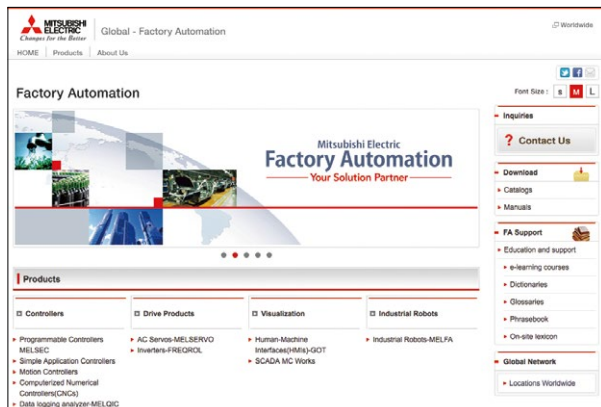 MITSUBISHI
ELECTRIC
Changes for the Better
Global - Factory Automation
Worldwide
HOME
Products
About Us
Factory Automation
Font Size :
S
M
L
Mitsubishi Electric
Factory Automation
Your Solution Partner
Products
Controllers
Programmable Controllers
MELSEC
Simple Application Controllers
Motion Controllers
Computerized Numerical
Controllers(CNCs)
Data logging analyzer-MELQIC
Drive Products
AC Servos-MELSERVO
Inverters-FREQROL
Visualization
Human-Machine
Interfaces(HMIs)-GOT
SCADA MC Works
Industrial Robots
Industrial Robots-MELFA
Inquiries
? Contact Us
Download
Catalogs
Manuals
FA Support
Education and support
e-learning courses
Dictionaries
Glossaries
Phrasebook
On-site lexicon
Global Network
Locations Worldwide